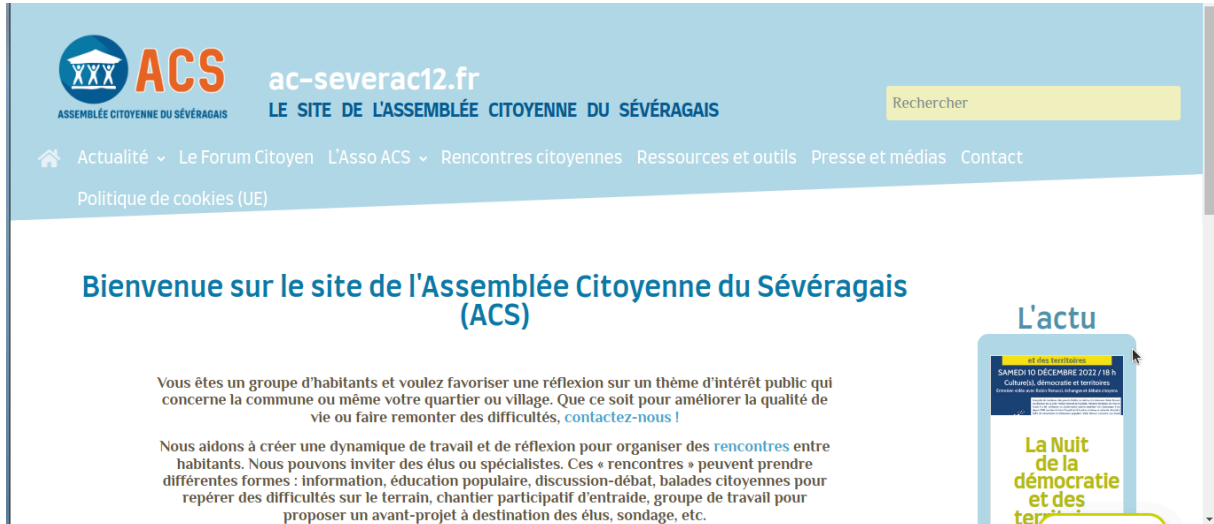 ACS
ASSEMBLÉE CITOYENNE DU SÉVÉRAGAIS
ac-severac12.fr
LE SITE DE L'ASSEMBLÉE CITOYENNE DU SÉVÉRAGAIS
Rechercher
Actualité Le Forum Citoyen L'Asso ACS Rencontres citoyennes Ressources et outils Presse et médias Contact
Politique de cookies (UE)
Bienvenue sur le site de l'Assemblée Citoyenne du Sévéragais
(ACS)
Vous êtes un groupe d'habitants et voulez favoriser une réflexion sur un thème d'intérêt public qui
concerne la commune ou même votre quartier ou village. Que ce soit pour améliorer la qualité de
vie ou faire remonter des difficultés, contactez-nous !
Nous aidons à créer une dynamique de travail et de réflexion pour organiser des rencontres entre
habitants. Nous pouvons inviter des élus ou spécialistes. Ces « rencontres » peuvent prendre
différentes formes : information, éducation populaire, discussion-débat, balades citoyennes pour
repérer des difficultés sur le terrain, chantier participatif d'entraide, groupe de travail pour
proposer un avant-projet à destination des élus, sondage, etc.
L'actu
et des territoires
SAMEDI 10 DÉCEMBRE 2022 / 18 h
Culture(s), démocratie et territoires
La Nuit
de la
démocratie
et des